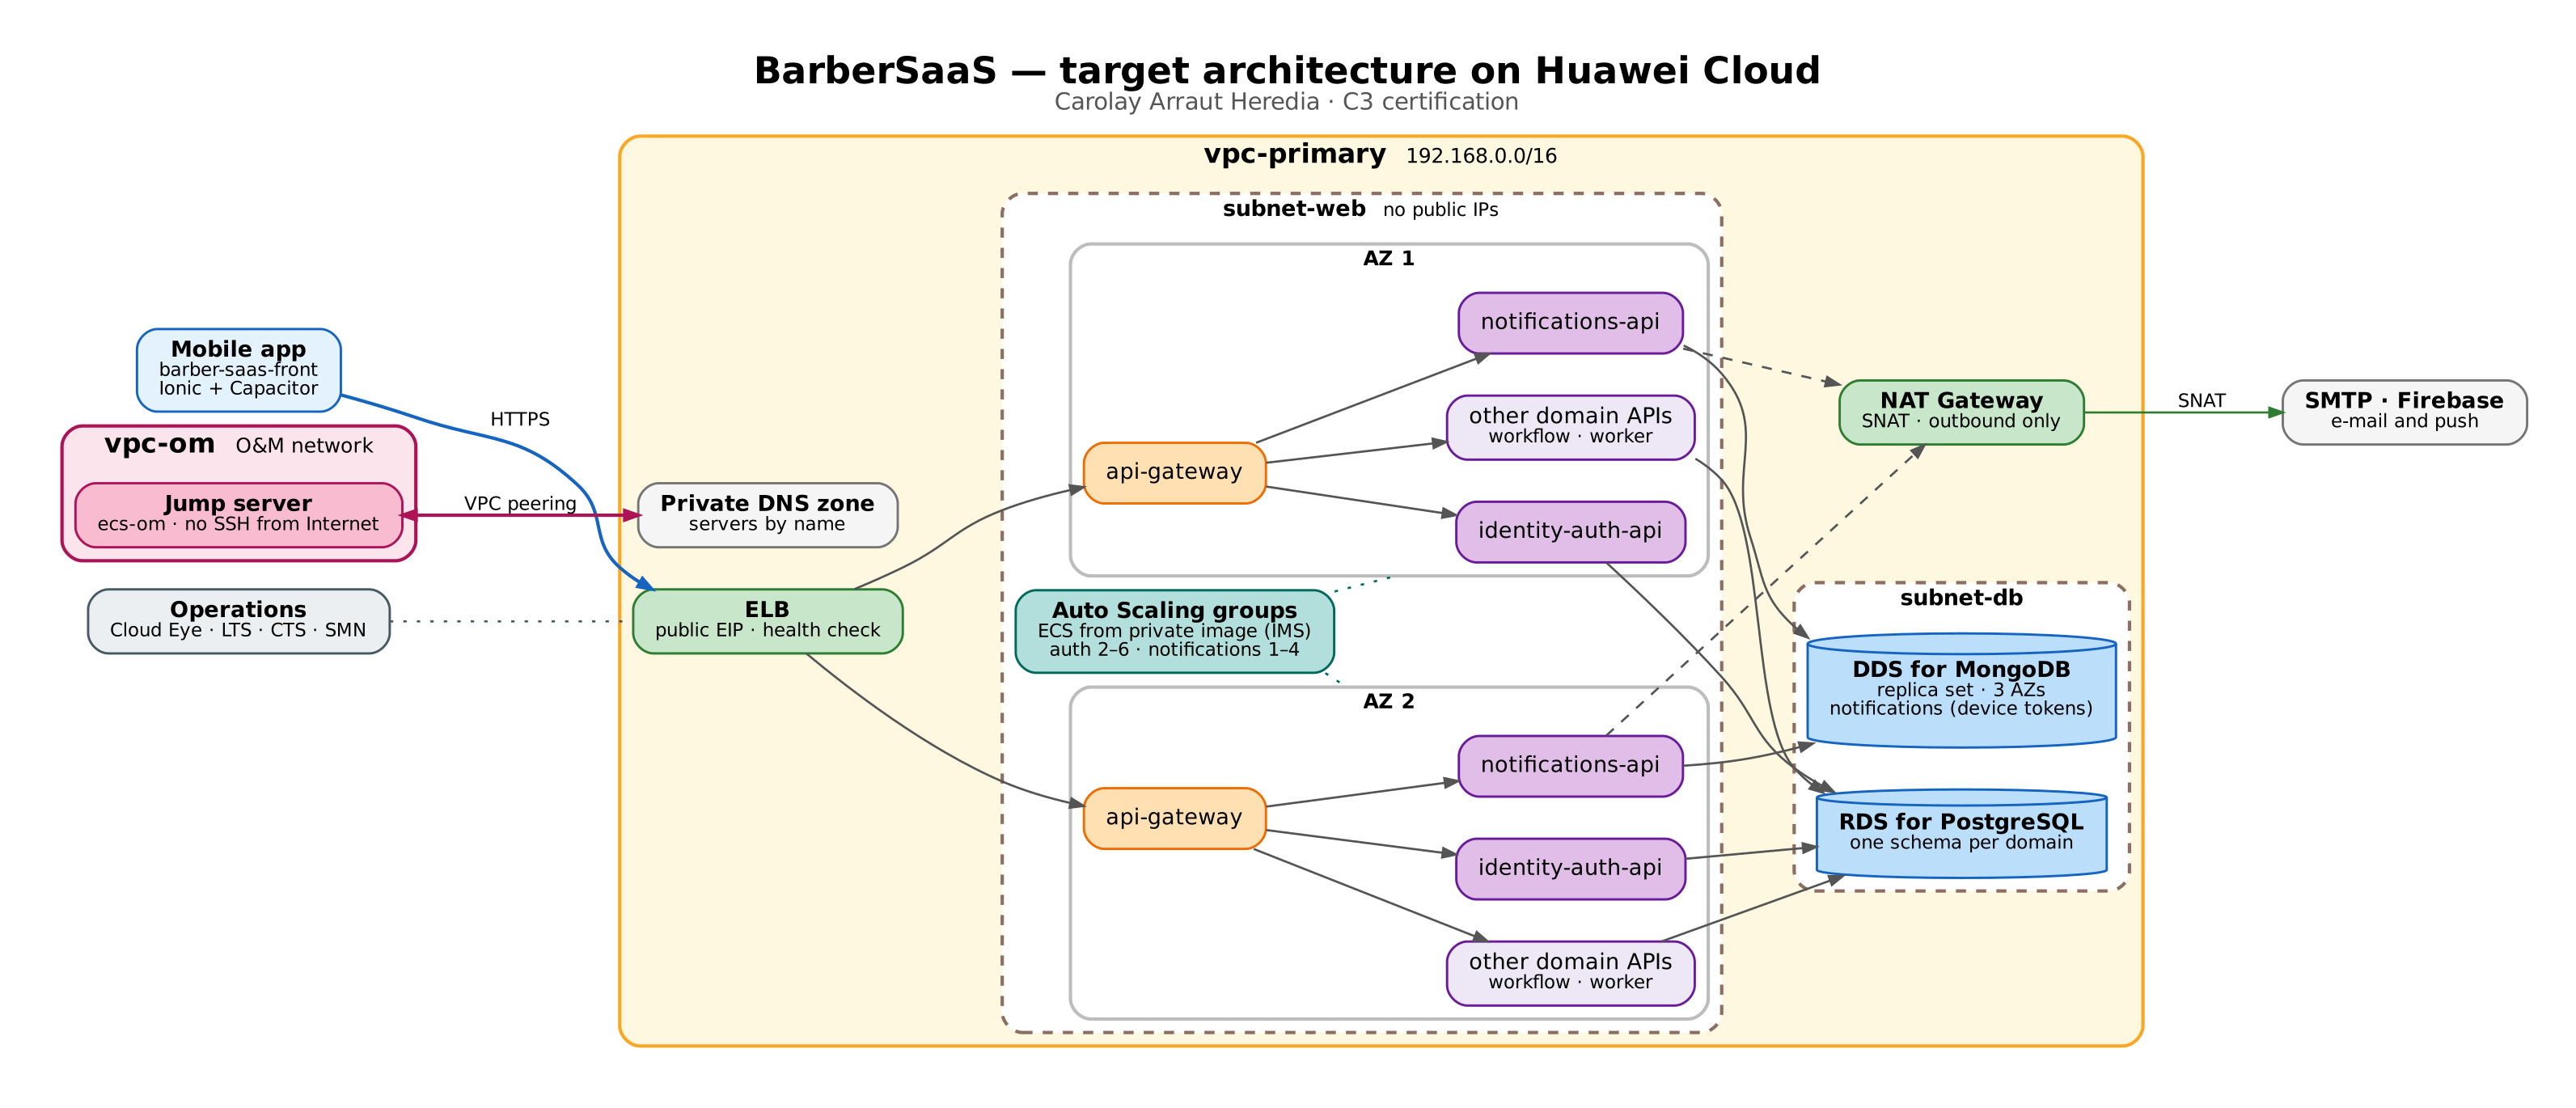 BarberSaaS — target architecture on Huawei Cloud
Carolay Arraut Heredia · C3 certification
vpc-primary 192.168.0.0/16
subnet-web no public IPs
AZ 1
notifications-api
other domain APIs
workflow · worker
api-gateway
identity-auth-api
Mobile app
barber-saas-front
Ionic + Capacitor
HTTPS
vpc-om O&M network
Jump server
ecs-om · no SSH from Internet
VPC peering
Private DNS zone
servers by name
Operations
Cloud Eye · LTS · CTS · SMN
ELB
public EIP · health check
Auto Scaling groups
ECS from private image (IMS)
auth 2–6 · notifications 1–4
AZ 2
notifications-api
api-gateway
identity-auth-api
other domain APIs
workflow · worker
NAT Gateway
SNAT · outbound only
SNAT
SMTP · Firebase
e-mail and push
subnet-db
DDS for MongoDB
replica set · 3 AZs
notifications (device tokens)
RDS for PostgreSQL
one schema per domain